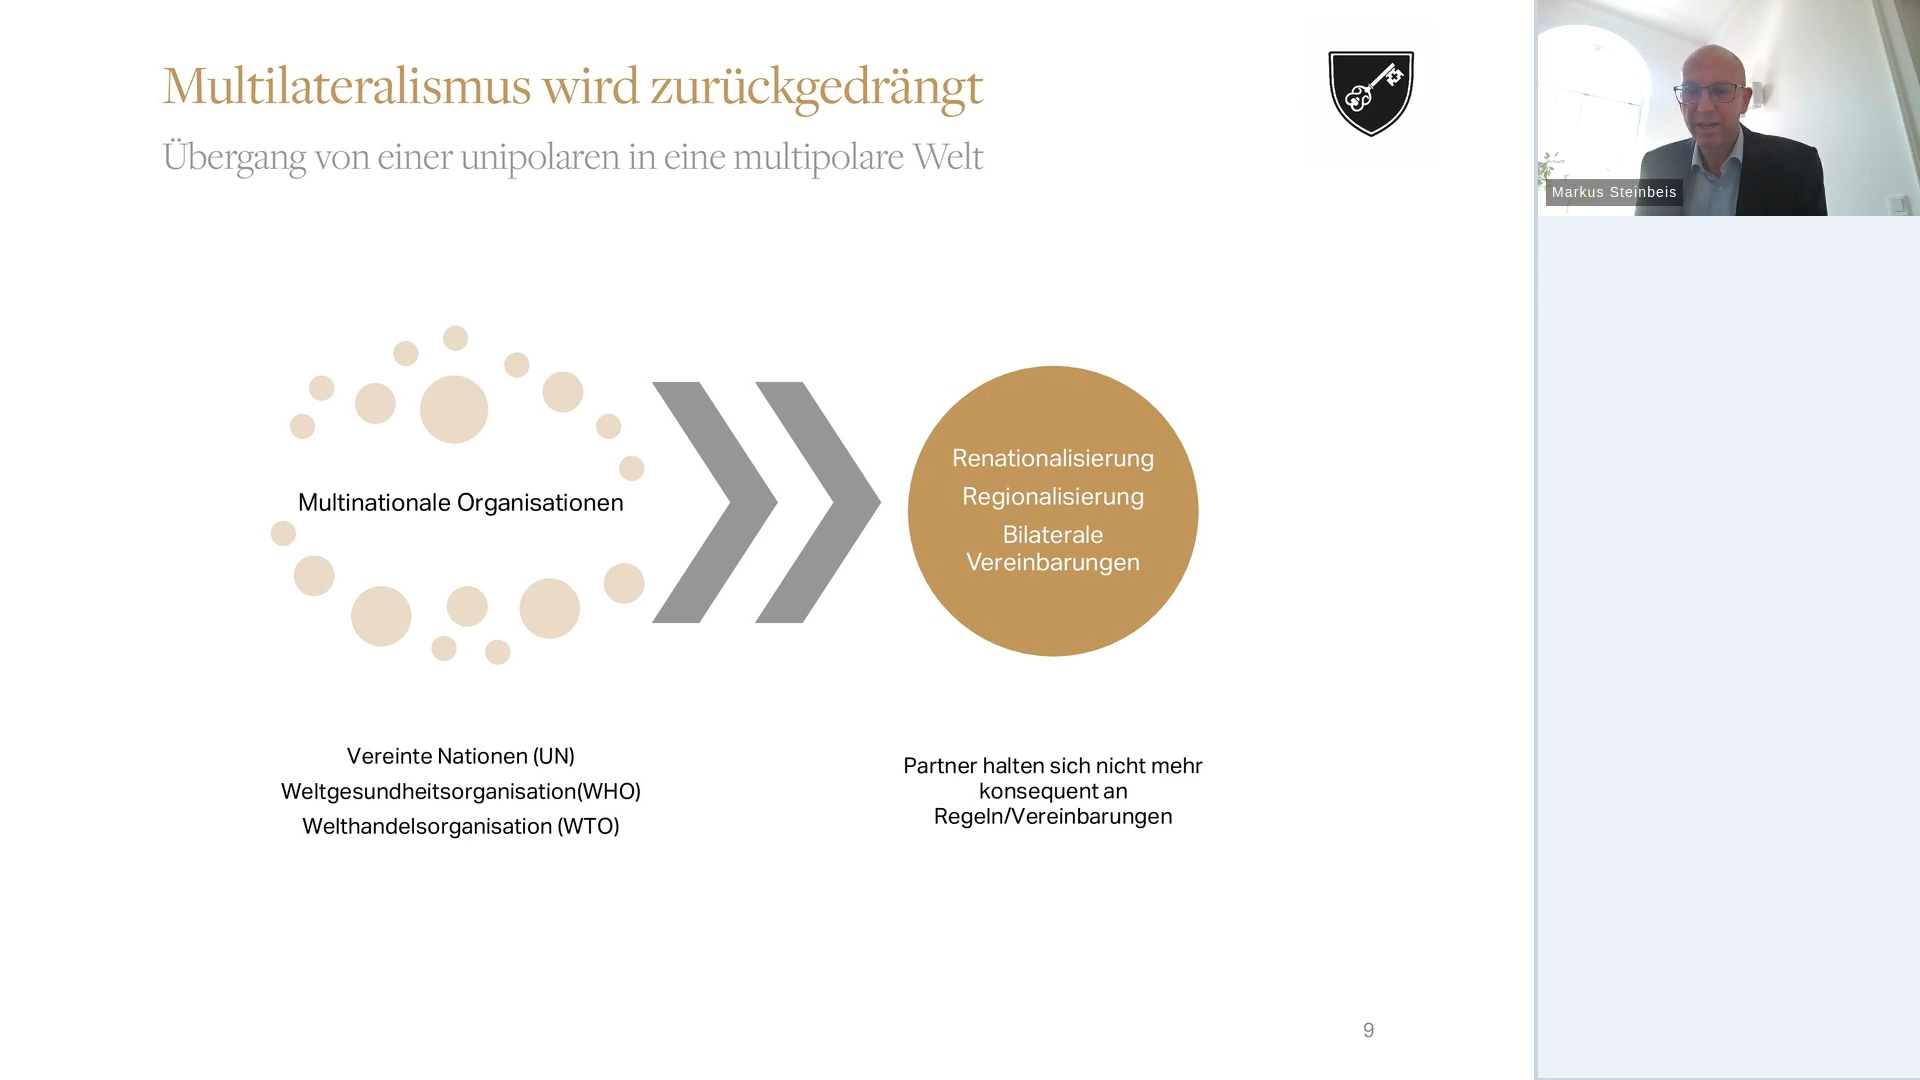 Multilateralismus wird zurückgedrängt
Übergang von einer unipolaren in eine multipolare Welt
Markus Steinbeis
Multinationale Organisationen
Renationalisierung
Regionalisierung
Bilaterale
Vereinbarungen
Vereinte Nationen (UN)
Weltgesundheitsorganisation(WHO)
Welthandelsorganisation (WTO)
Partner halten sich nicht mehr
konsequent an
Regeln/Vereinbarungen
9